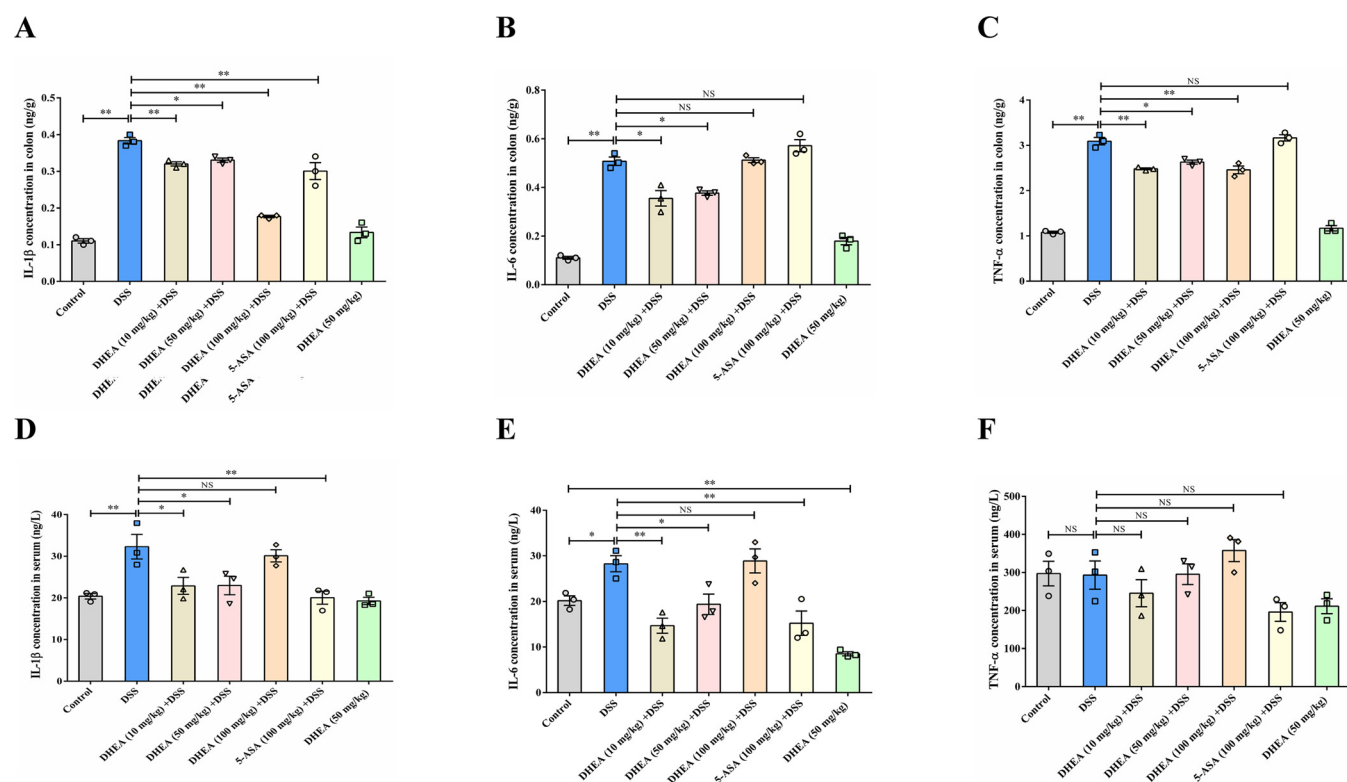 A
IL-1β concentration in colon (ng/g)
0.5
0.4
0.3
0.2
0.1
0.0
**
**
*
**
**
Control
DSS
DHEA (10 mg/kg) +DSS
DHEA (50 mg/kg) +DSS
DHEA (100 mg/kg) +DSS
5-ASA (100 mg/kg) +DSS
DHEA (50 mg/kg)
DHEA
DHEA
DHEA
5-ASA
B
IL-6 concentration in colon (ng/g)
0.8
0.6
0.4
0.2
0.0
NS
NS
*
**
*
Control
DSS
DHEA (10 mg/kg) +DSS
DHEA (50 mg/kg) +DSS
DHEA (100 mg/kg) +DSS
5-ASA (100 mg/kg) +DSS
DHEA (50 mg/kg)
C
TNF-α concentration in colon (ng/g)
4
3
2
1
0
NS
**
*
**
**
Control
DSS
DHEA (10 mg/kg) +DSS
DHEA (50 mg/kg) +DSS
DHEA (100 mg/kg) +DSS
5-ASA (100 mg/kg) +DSS
DHEA (50 mg/kg)
D
IL-1β concentration in serum (ng/L)
40
30
20
10
0
**
NS
*
**
*
Control
DSS
DHEA (10 mg/kg) +DSS
DHEA (50 mg/kg) +DSS
DHEA (100 mg/kg) +DSS
5-ASA (100 mg/kg) +DSS
DHEA (50 mg/kg)
E
IL-6 concentration in serum (ng/L)
40
30
20
10
0
**
**
NS
*
*
**
Control
DSS
DHEA (10 mg/kg) +DSS
DHEA (50 mg/kg) +DSS
DHEA (100 mg/kg) +DSS
5-ASA (100 mg/kg) +DSS
DHEA (50 mg/kg)
F
TNF-α concentration in serum (ng/L)
500
400
300
200
100
0
NS
NS
NS
NS
NS
Control
DSS
DHEA (10 mg/kg) +DSS
DHEA (50 mg/kg) +DSS
DHEA (100 mg/kg) +DSS
5-ASA (100 mg/kg) +DSS
DHEA (50 mg/kg)